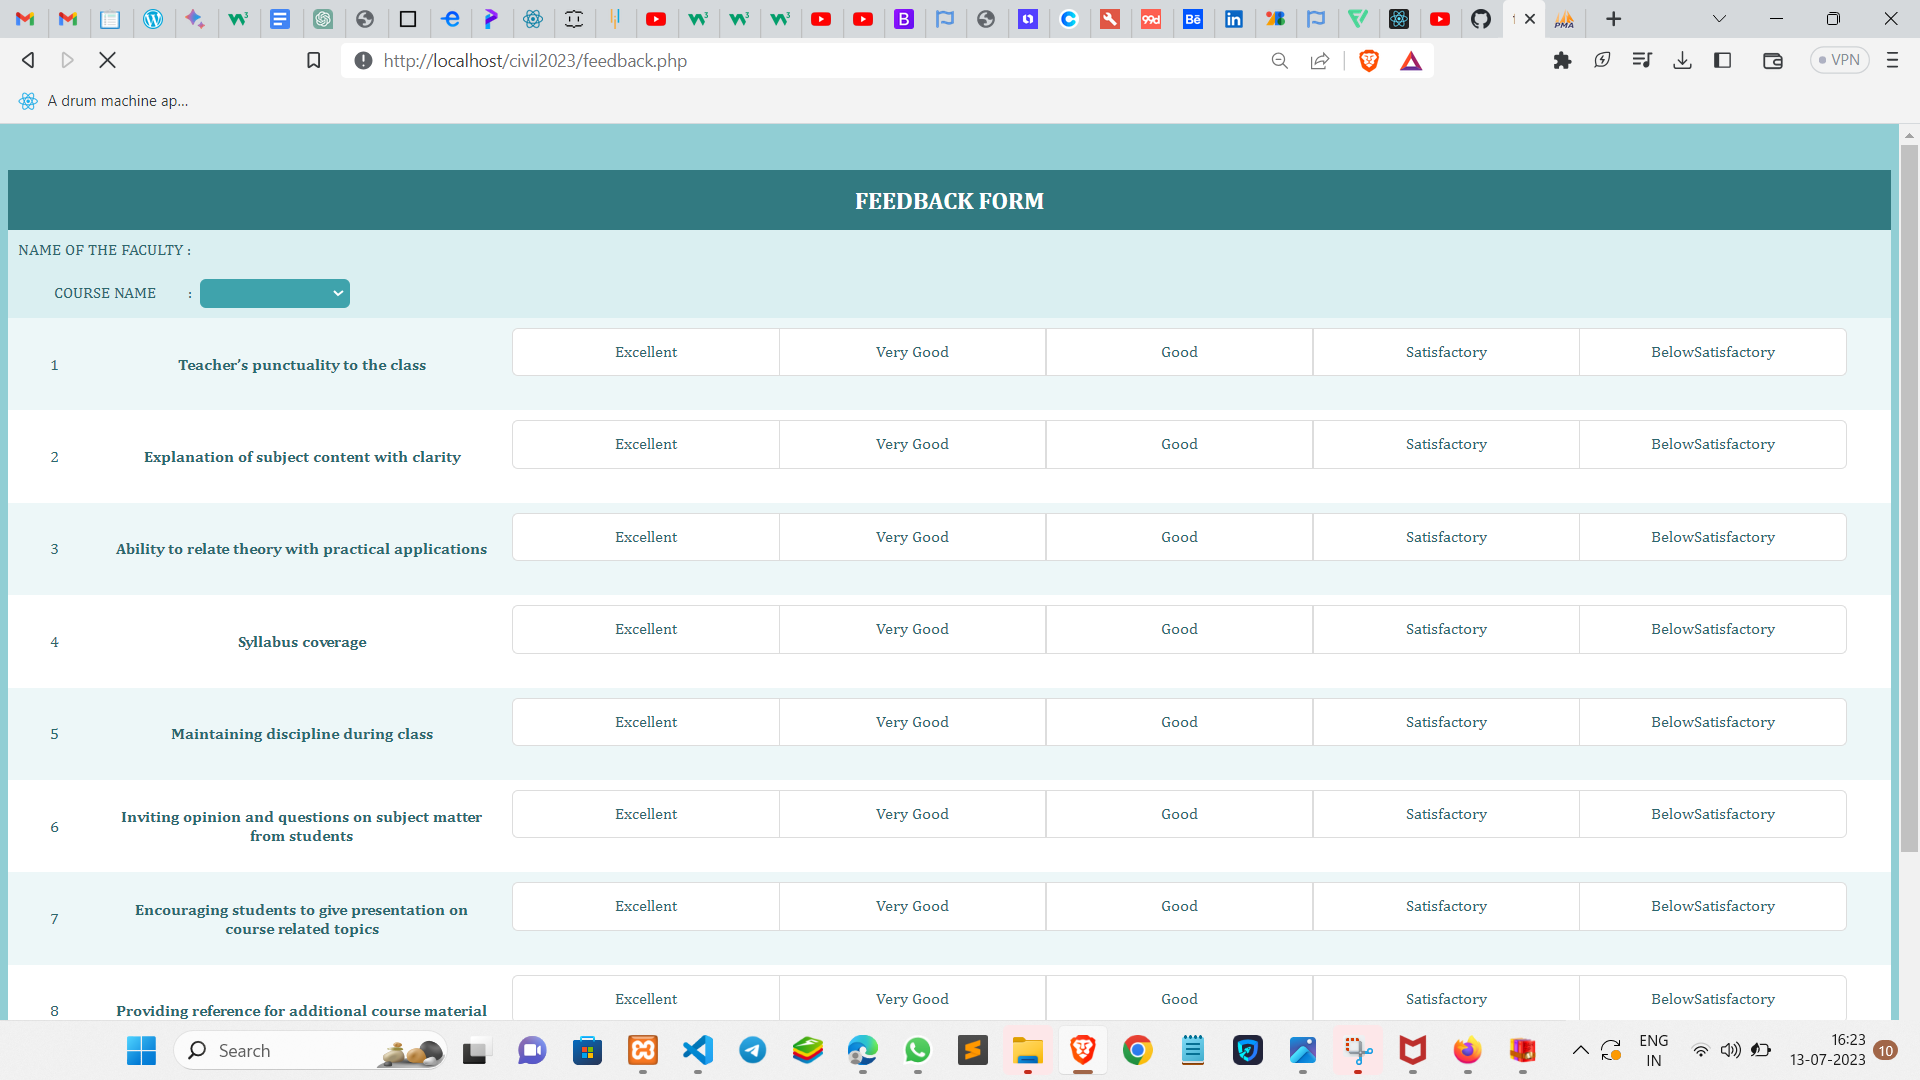 http://localhost/civil2023/feedback.php
VPN
A drum machine ap...
FEEDBACK FORM
NAME OF THE FACULTY :
COURSE NAME :
1 Teacher’s punctuality to the class Excellent Very Good Good Satisfactory BelowSatisfactory
2 Explanation of subject content with clarity Excellent Very Good Good Satisfactory BelowSatisfactory
3 Ability to relate theory with practical applications Excellent Very Good Good Satisfactory BelowSatisfactory
4 Syllabus coverage Excellent Very Good Good Satisfactory BelowSatisfactory
5 Maintaining discipline during class Excellent Very Good Good Satisfactory BelowSatisfactory
6 Inviting opinion and questions on subject matter
from students Excellent Very Good Good Satisfactory BelowSatisfactory
7 Encouraging students to give presentation on
course related topics Excellent Very Good Good Satisfactory BelowSatisfactory
8 Providing reference for additional course material Excellent Very Good Good Satisfactory BelowSatisfactory
Search
ENG
IN
16:23
13-07-2023
10